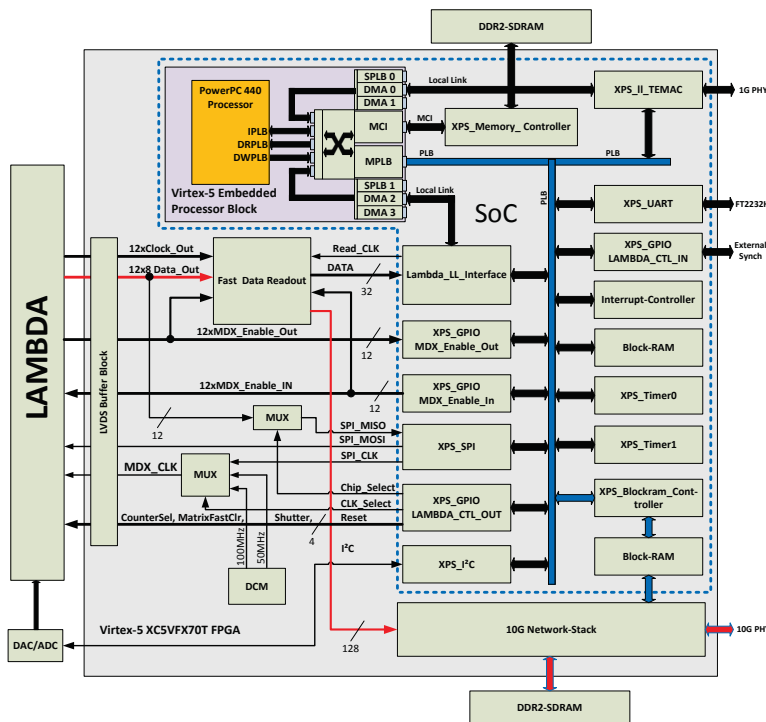 DDR2-SDRAM
PowerPC 440
Processor
IPLB
DRPLB
DWPLB
Virtex-5 Embedded
Processor Block
SPLB 0
DMA 0
DMA 1
MCI
MPLB
SPLB 1
DMA 2
DMA 3
Local Link
MCI
XPS_Memory_ Controller
XPS_ll_TEMAC
1G PHY
PLB
PLB
PLB
Local Link
SoC
XPS_UART
FT2232H
XPS_GPIO
LAMBDA_CTL_IN
External
Synch
Interrupt-Controller
Block-RAM
XPS_Timer0
XPS_Timer1
XPS_Blockram_Cont-
troller
Block-RAM
LAMBDA
LVDS Buffer Block
12xClock_Out
12x8 Data_Out
Fast Data Readout
Read_CLK
DATA
32
Lambda_LL_Interface
12xMDX_Enable_Out
12
XPS_GPIO
MDX_Enable_Out
12xMDX_Enable_IN
12
XPS_GPIO
MDX_Enable_In
12
MUX
SPI_MISO
SPI_MOSI
SPI_CLK
XPS_SPI
MDX_CLK
MUX
Chip_Select
CLK_Select
XPS_GPIO
LAMBDA_CTL_OUT
CounterSel, MatrixFastClr, Shutter, Reset
4
100MHz
50MHz
DCM
I²C
XPS_I²C
Virtex-5 XC5VFX70T FPGA
DAC/ADC
128
10G Network-Stack
10G PHY
DDR2-SDRAM